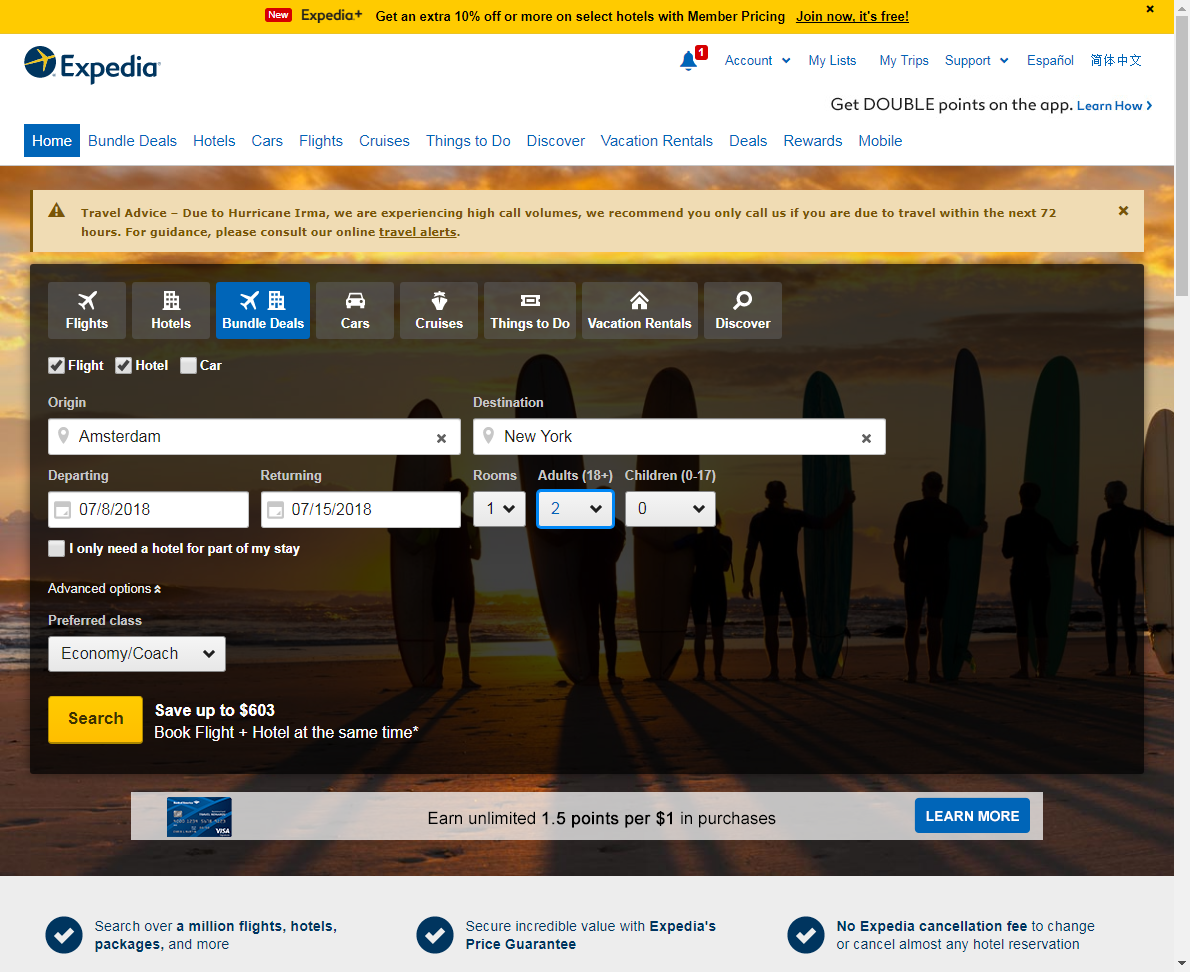 New Expedia+ Get an extra 10% off or more on select hotels with Member Pricing Join now, it's free!
Expedia
1 Account My Lists My Trips Support Español 简体中文
Get DOUBLE points on the app. Learn How
Home Bundle Deals Hotels Cars Flights Cruises Things to Do Discover Vacation Rentals Deals Rewards Mobile
Travel Advice – Due to Hurricane Irma, we are experiencing high call volumes, we recommend you only call us if you are due to travel within the next 72
hours. For guidance, please consult our online travel alerts.
Flights Hotels Bundle Deals Cars Cruises Things to Do Vacation Rentals Discover
Flight Hotel Car
Origin Destination
Amsterdam New York
Departing Returning Rooms Adults (18+) Children (0-17)
07/8/2018 07/15/2018 1 2 0
I only need a hotel for part of my stay
Advanced options
Preferred class
Economy/Coach
Search
Save up to $603
Book Flight + Hotel at the same time*
VISA
Earn unlimited 1.5 points per $1 in purchases
LEARN MORE
Search over a million flights, hotels,
packages, and more
Secure incredible value with Expedia's
Price Guarantee
No Expedia cancellation fee to change
or cancel almost any hotel reservation